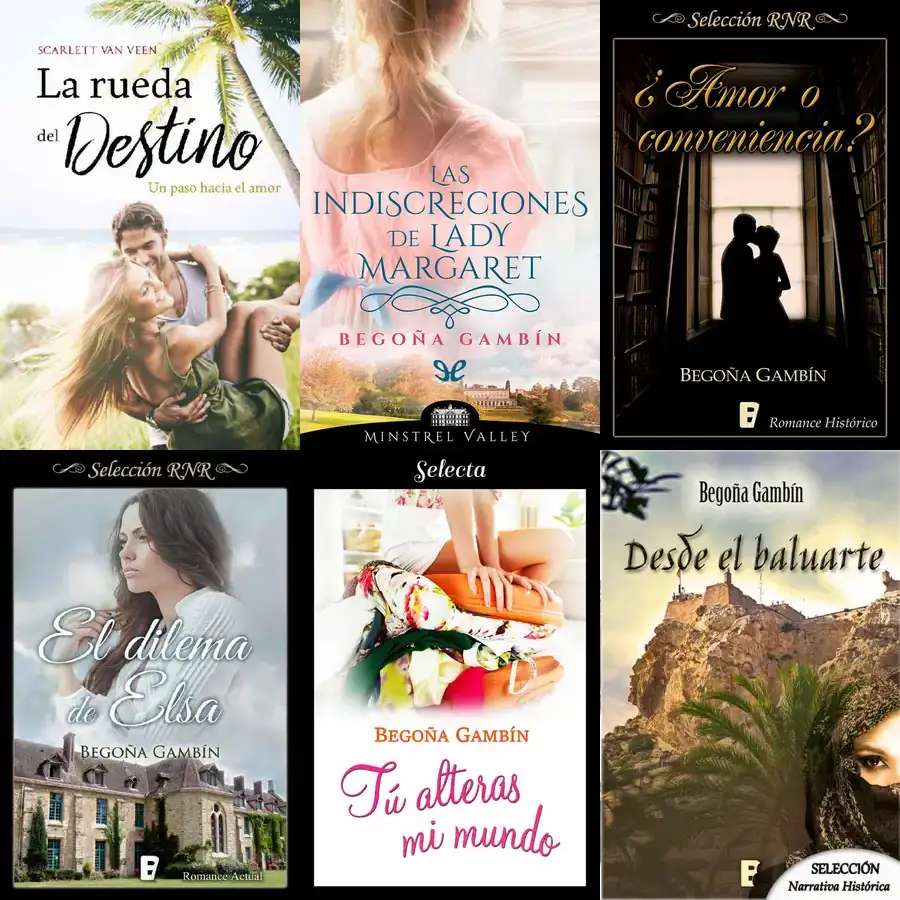 SCARLETT VAN VEEN
La rueda
del Destino
Un paso hacia el amor
LAS
INDISCRECIONES
DE LADY
MARGARET
BEGOÑA GAMBÍN
MINSTREL VALLEY
Selección RNR
¿Amor o
conveniencia?
BEGOÑA GAMBÍN
B
Romance Histórico
Selección RNR
El dilema
de Elsa
BEGOÑA GAMBÍN
B
Romance Actual
Selecta
BEGOÑA GAMBÍN
Tú alteras
mi mundo
Begoña Gambín
Desde el baluarte
B
SELECCIÓN
Narrativa Histórica